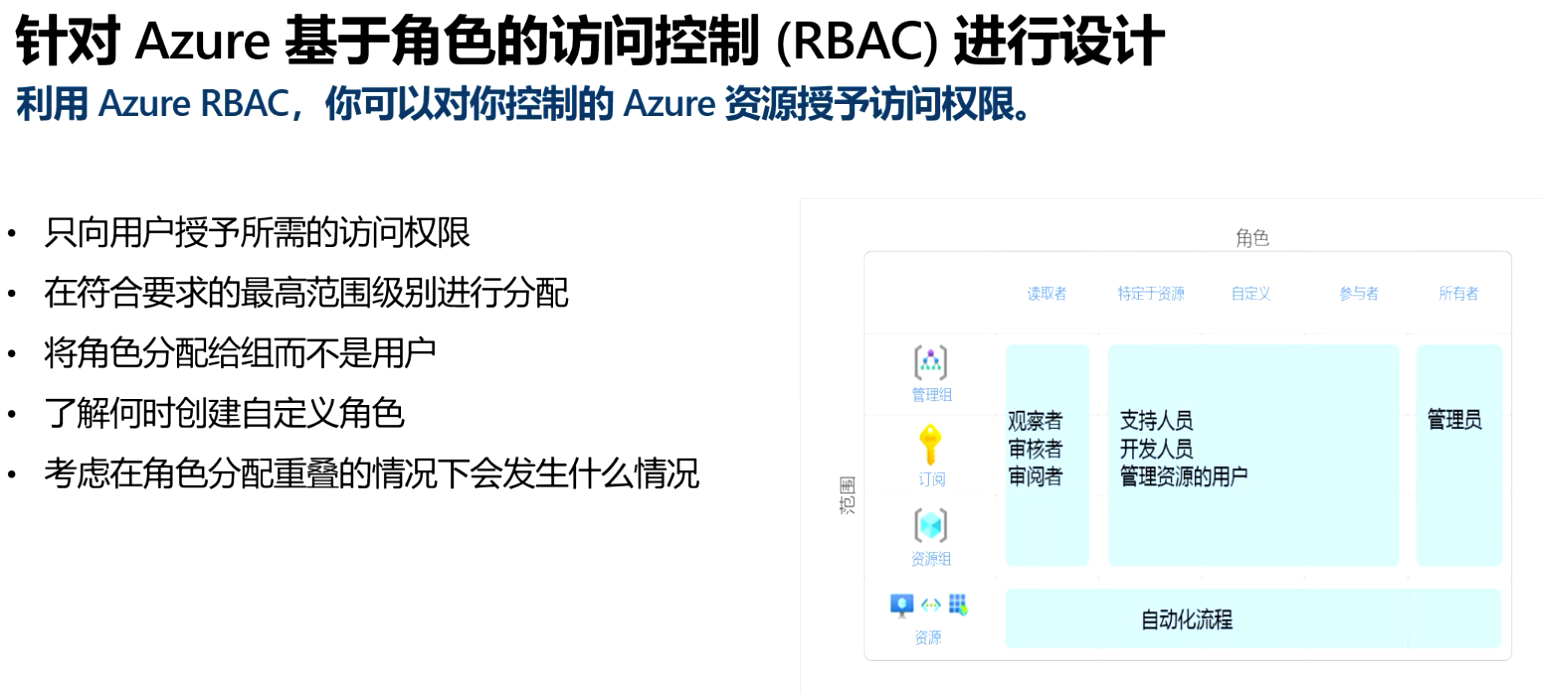 针对 Azure 基于角色的访问控制 (RBAC) 进行设计
利用 Azure RBAC，你可以对你控制的 Azure 资源授予访问权限。
• 只向用户授予所需的访问权限
• 在符合要求的最高范围级别进行分配
• 将角色分配给组而不是用户
• 了解何时创建自定义角色
• 考虑在角色分配重叠的情况下会发生什么情况
角色
读取者 特定于资源 自定义 参与者 所有者
范围
管理组
订阅
资源组
资源
观察者
审核者
审阅者
支持人员
开发人员
管理资源的用户
管理员
自动化流程